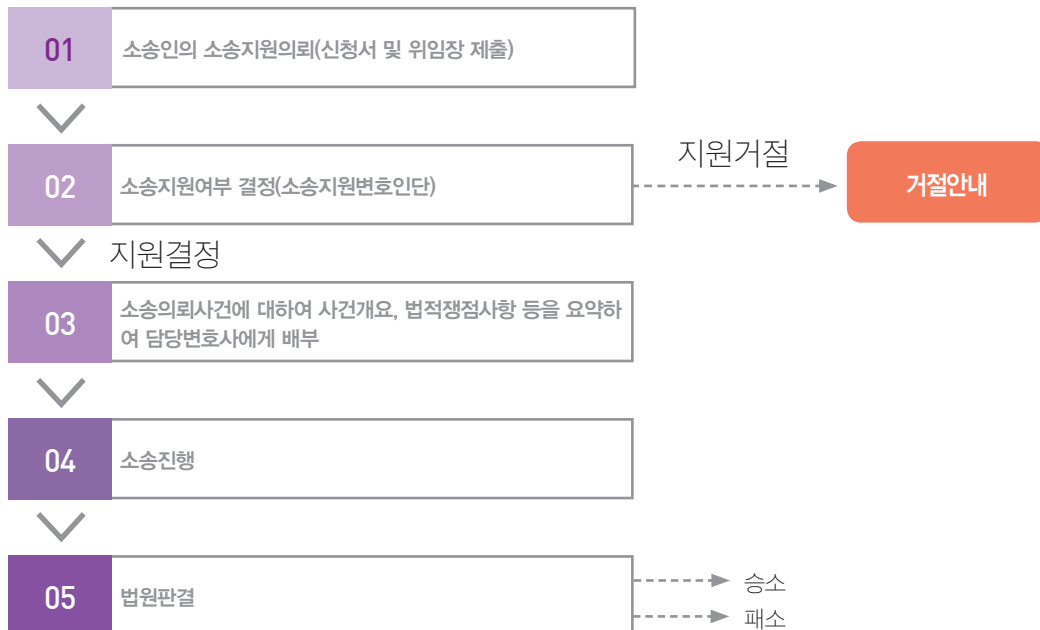 01
소송인의 소송지원의뢰(신청서 및 위임장 제출)
02
소송지원여부 결정(소송지원변호인단)
지원거절
거절안내
지원결정
03
소송의뢰사건에 대하여 사건개요, 법적쟁점사항 등을 요약하
여 담당변호사에게 배부
04
소송진행
05
법원판결
승소
패소